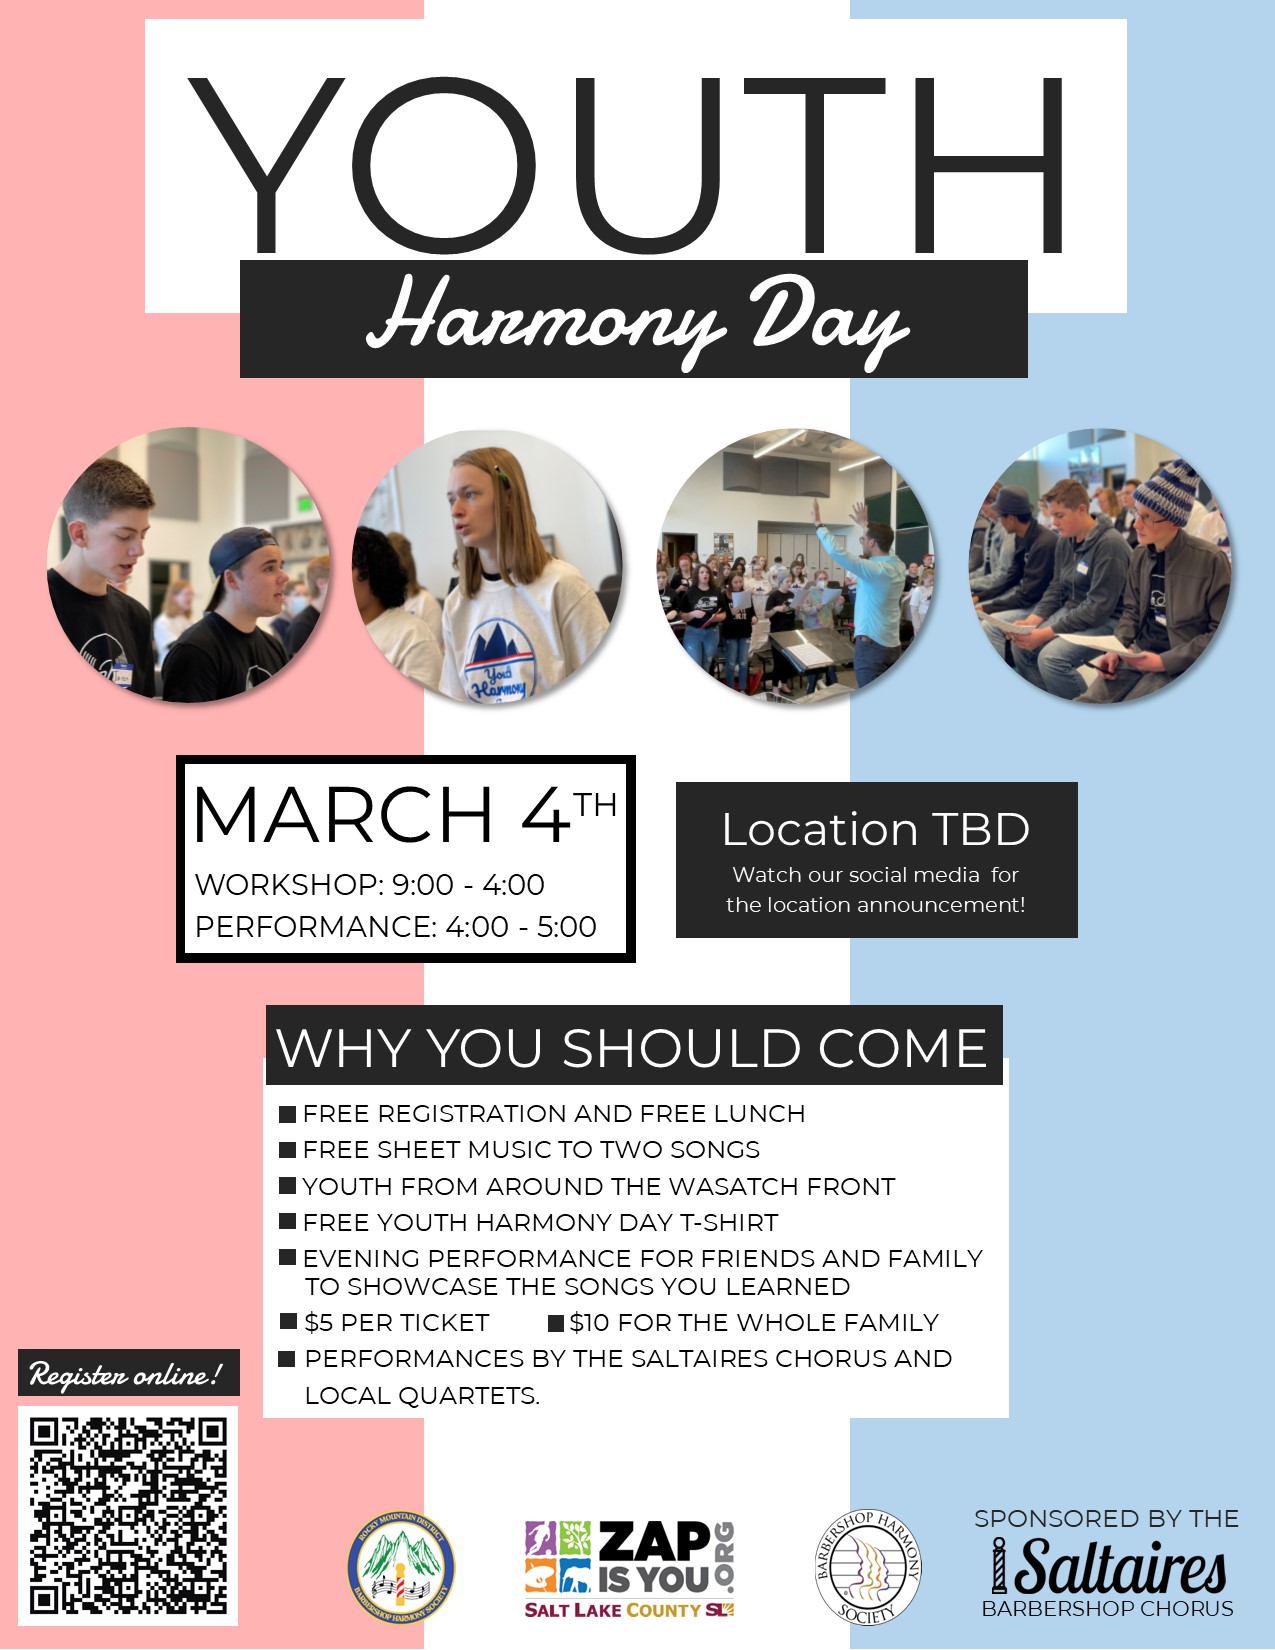 YOUTH
Harmony Day
Youth
Harmony
MARCH 4TH
WORKSHOP: 9:00 - 4:00
PERFORMANCE: 4:00 - 5:00
Location TBD
Watch our social media for
the location announcement!
WHY YOU SHOULD COME
FREE REGISTRATION AND FREE LUNCH
FREE SHEET MUSIC TO TWO SONGS
YOUTH FROM AROUND THE WASATCH FRONT
FREE YOUTH HARMONY DAY T-SHIRT
EVENING PERFORMANCE FOR FRIENDS AND FAMILY
TO SHOWCASE THE SONGS YOU LEARNED
$5 PER TICKET $10 FOR THE WHOLE FAMILY
PERFORMANCES BY THE SALTAIRES CHORUS AND
LOCAL QUARTETS.
Register online!
ROCKY MOUNTAIN DISTRICT
BARBERSHOP HARMONY SOCIETY
ZAP
IS YOU
.ORG
SALT LAKE COUNTY SL
BARBERSHOP HARMONY
SOCIETY
SPONSORED BY THE
Saltaires
BARBERSHOP CHORUS